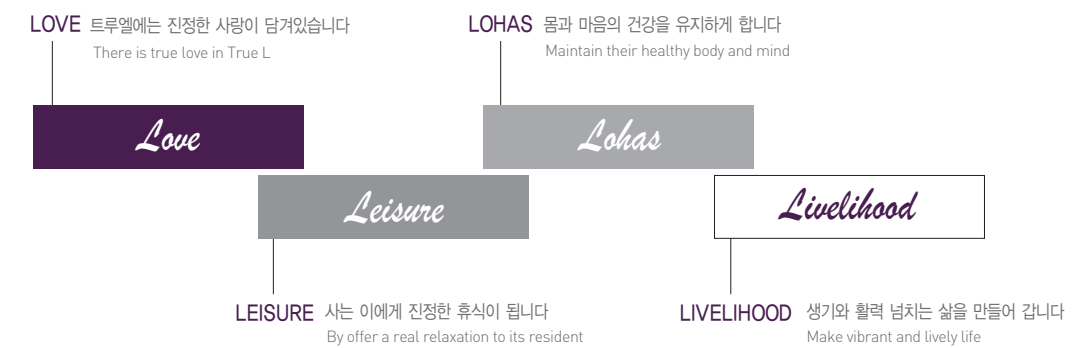 LOVE 트루엘에는 진정한 사랑이 담겨있습니다
There is true love in True L
LOHAS 몸과 마음의 건강을 유지하게 합니다
Maintain their healthy body and mind
Love
Lohas
Leisure
Livelihood
LEISURE 사는 이에게 진정한 휴식이 됩니다
By offer a real relaxation to its resident
LIVELIHOOD 생기와 활력 넘치는 삶을 만들어 갑니다
Make vibrant and lively life